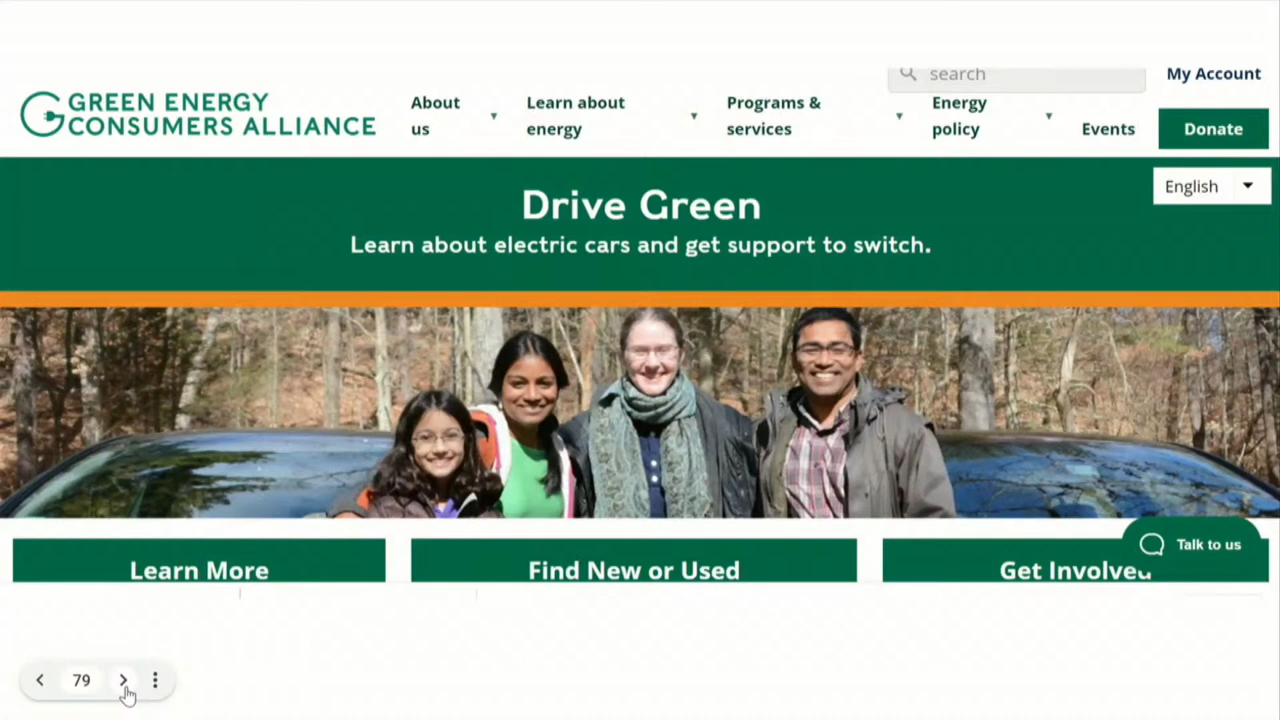 search
My Account
GREEN ENERGY
CONSUMERS ALLIANCE
About
us
Learn about
energy
Programs &
services
Energy
policy
Events
Donate
English
Drive Green
Learn about electric cars and get support to switch.
Talk to us
Learn More
Find New or Used
Get Involved
79